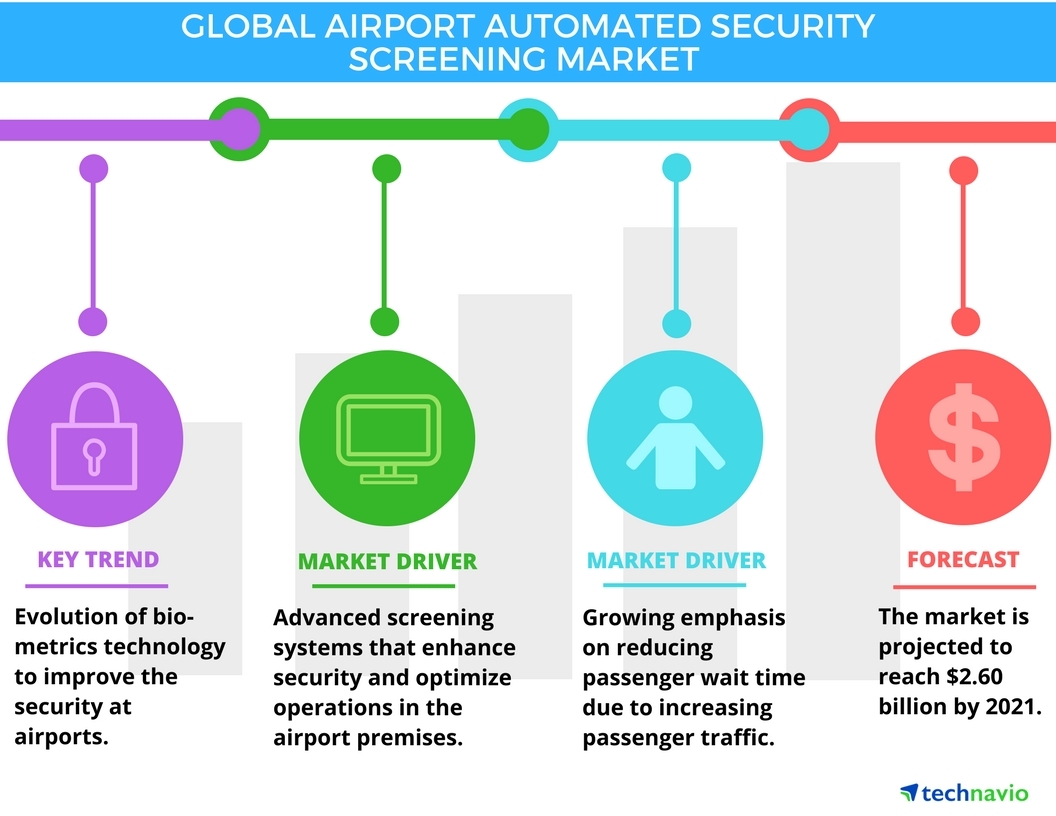 GLOBAL AIRPORT AUTOMATED SECURITY
SCREENING MARKET
KEY TREND
Evolution of bio-
metrics technology
to improve the
security at
airports.
MARKET DRIVER
Advanced screening
systems that enhance
security and optimize
operations in the
airport premises.
MARKET DRIVER
Growing emphasis
on reducing
passenger wait time
due to increasing
passenger traffic.
FORECAST
The market is
projected to
reach $2.60
billion by 2021.
technavio